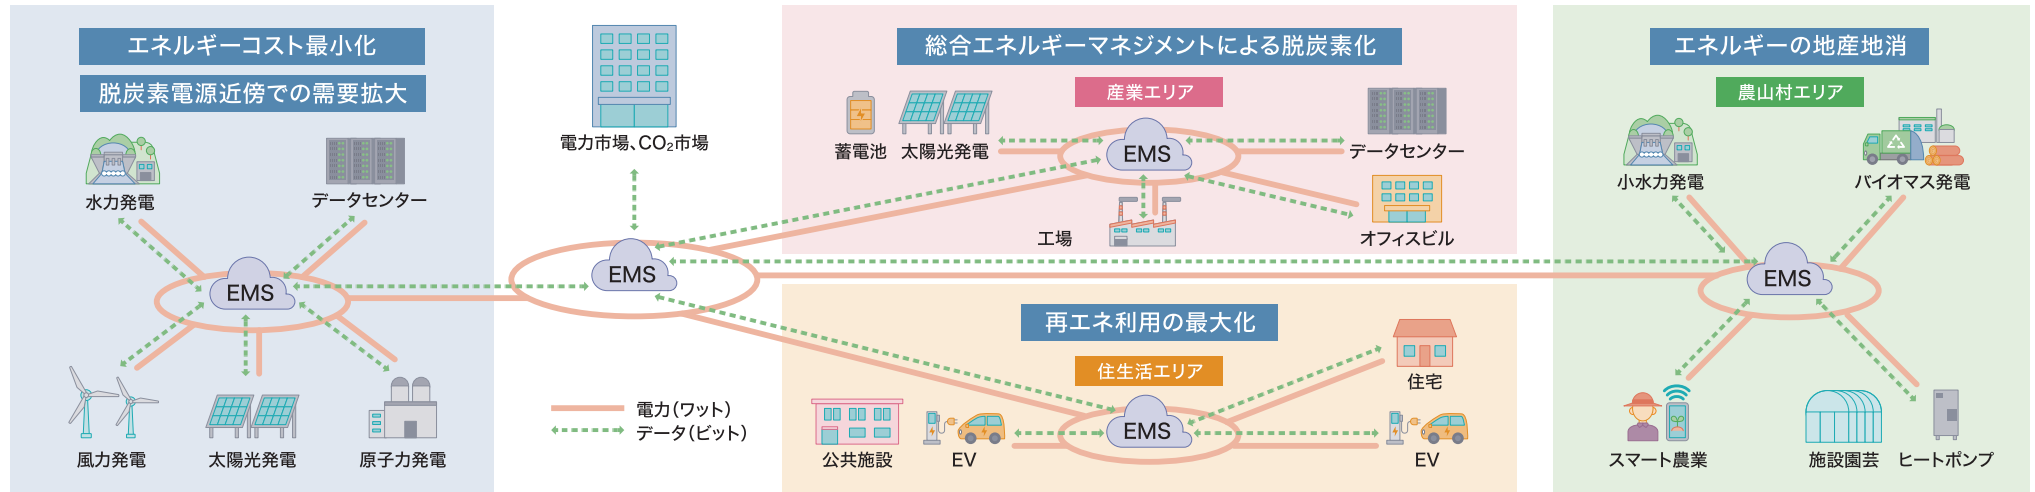 エネルギーコスト最小化
脱炭素電源近傍での需要拡大
水力発電
データセンター
EMS
風力発電
太陽光発電
原子力発電
電力市場、CO₂市場
EMS
電力(ワット)
データ(ビット)
総合エネルギーマネジメントによる脱炭素化
産業エリア
蓄電池
太陽光発電
EMS
データセンター
工場
オフィスビル
再エネ利用の最大化
住生活エリア
住宅
EMS
公共施設
EV
EV
エネルギーの地産地消
農山村エリア
小水力発電
バイオマス発電
EMS
スマート農業
施設園芸
ヒートポンプ